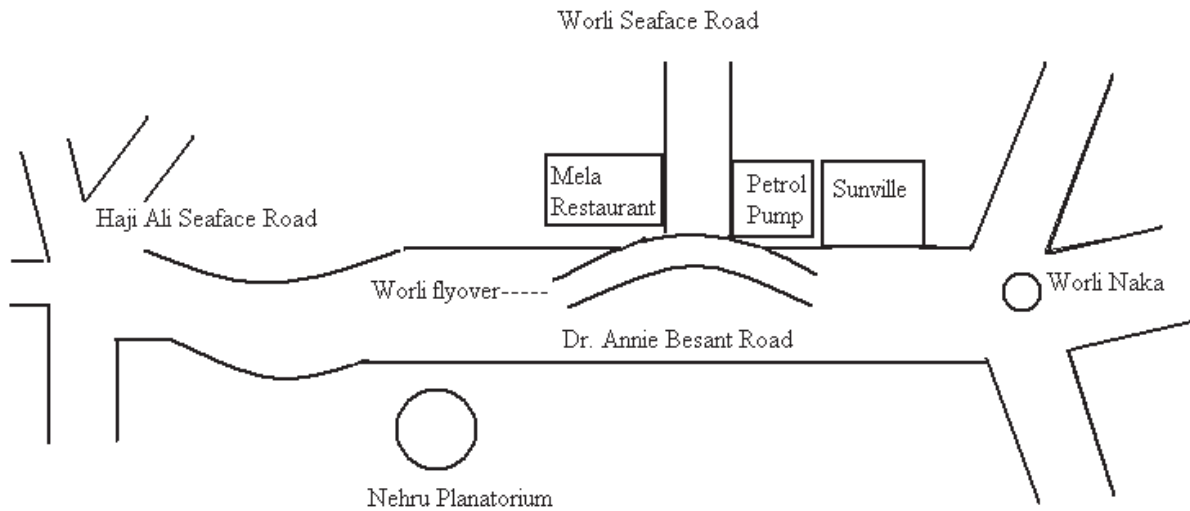 Worli Seaface Road
Mela
Restaurant
Petrol
Pump
Sunville
Haji Ali Seaface Road
Worli flyover-----
Worli Naka
Dr. Annie Besant Road
Nehru Planatorium